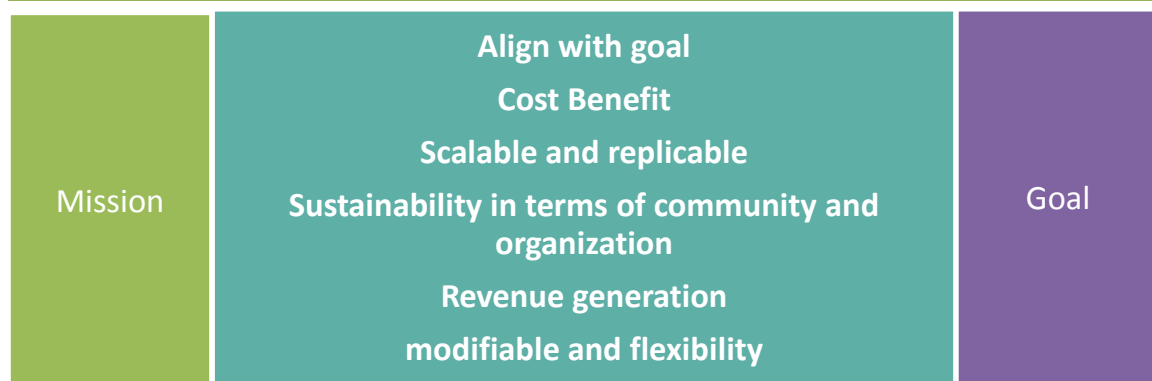 Mission
Align with goal
Cost Benefit
Scalable and replicable
Sustainability in terms of community and
organization
Revenue generation
modifiable and flexibility
Goal